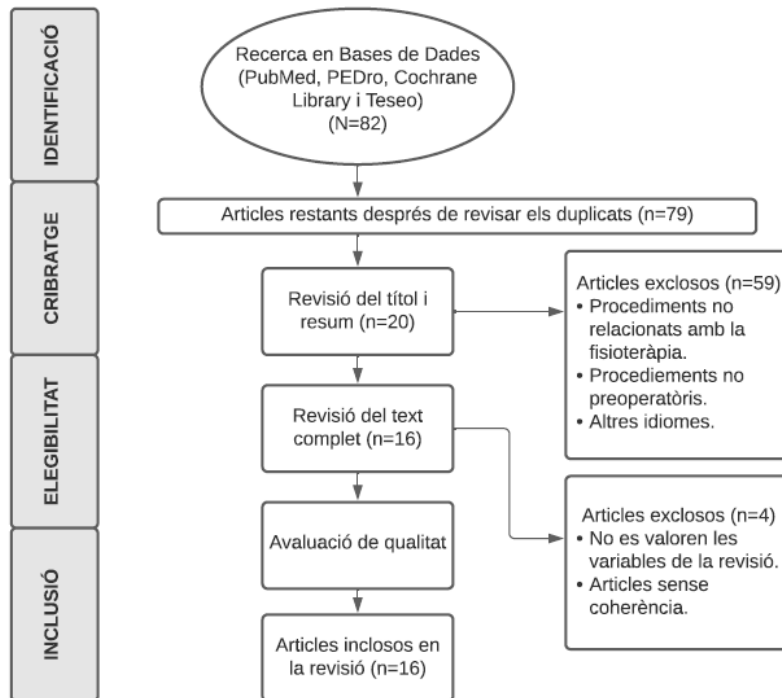 IDENTIFICACIÓ
Recerca en Bases de Dades
(PubMed, PEDro, Cochrane
Library i Teseo)
(N=82)
CRIBRATGE
Articles restants després de revisar els duplicats (n=79)
Revisió del títol i
resum (n=20)
Articles exclosos (n=59)
• Procediments no
relacionats amb la
fisioteràpia.
• Procediements no
preoperatòris.
• Altres idiomes.
ELEGIBILITAT
Revisió del text
complet (n=16)
Articles exclosos (n=4)
• No es valoren les
variables de la revisió.
• Articles sense
coherència.
Avaluació de qualitat
INCLUSIÓ
Articles inclosos en
la revisió (n=16)